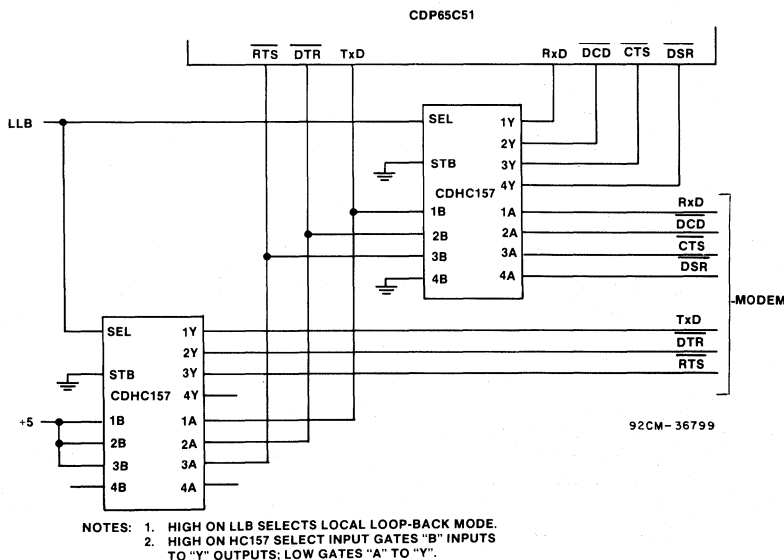 CDP65C51
RTS DTR TxD RxD DCD CTS DSR
LLB
SEL 1Y
2Y
STB 3Y
4Y
CDHC157
1B 1A RxD
2B 2A DCD
3B 3A CTS
4B 4A DSR
MODEM
SEL 1Y TxD
2Y DTR
STB 3Y RTS
CDHC157 4Y
+5 1B 1A
2B 2A
3B 3A
4B 4A
92CM-36799
NOTES: 1. HIGH ON LLB SELECTS LOCAL LOOP-BACK MODE.
2. HIGH ON HC157 SELECT INPUT GATES "B" INPUTS
TO "Y" OUTPUTS; LOW GATES "A" TO "Y".